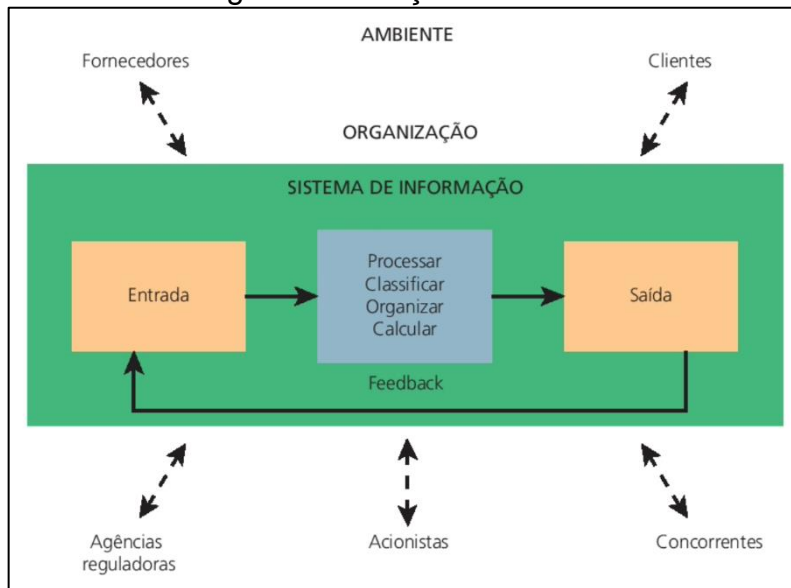 AMBIENTE
Fornecedores
Clientes
ORGANIZAÇÃO
SISTEMA DE INFORMAÇÃO
Entrada
Processar
Classificar
Organizar
Calcular
Saída
Feedback
Agências
reguladoras
Acionistas
Concorrentes